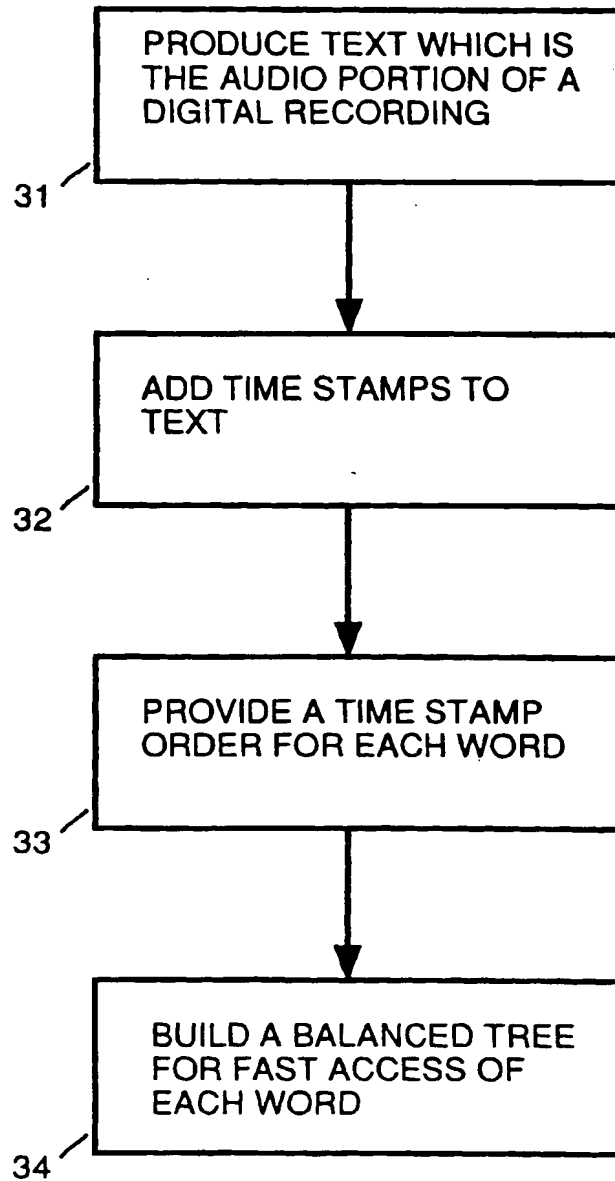 PRODUCE TEXT WHICH IS
THE AUDIO PORTION OF A
DIGITAL RECORDING
31
ADD TIME STAMPS TO
TEXT
32
PROVIDE A TIME STAMP
ORDER FOR EACH WORD
33
BUILD A BALANCED TREE
FOR FAST ACCESS OF
EACH WORD
34